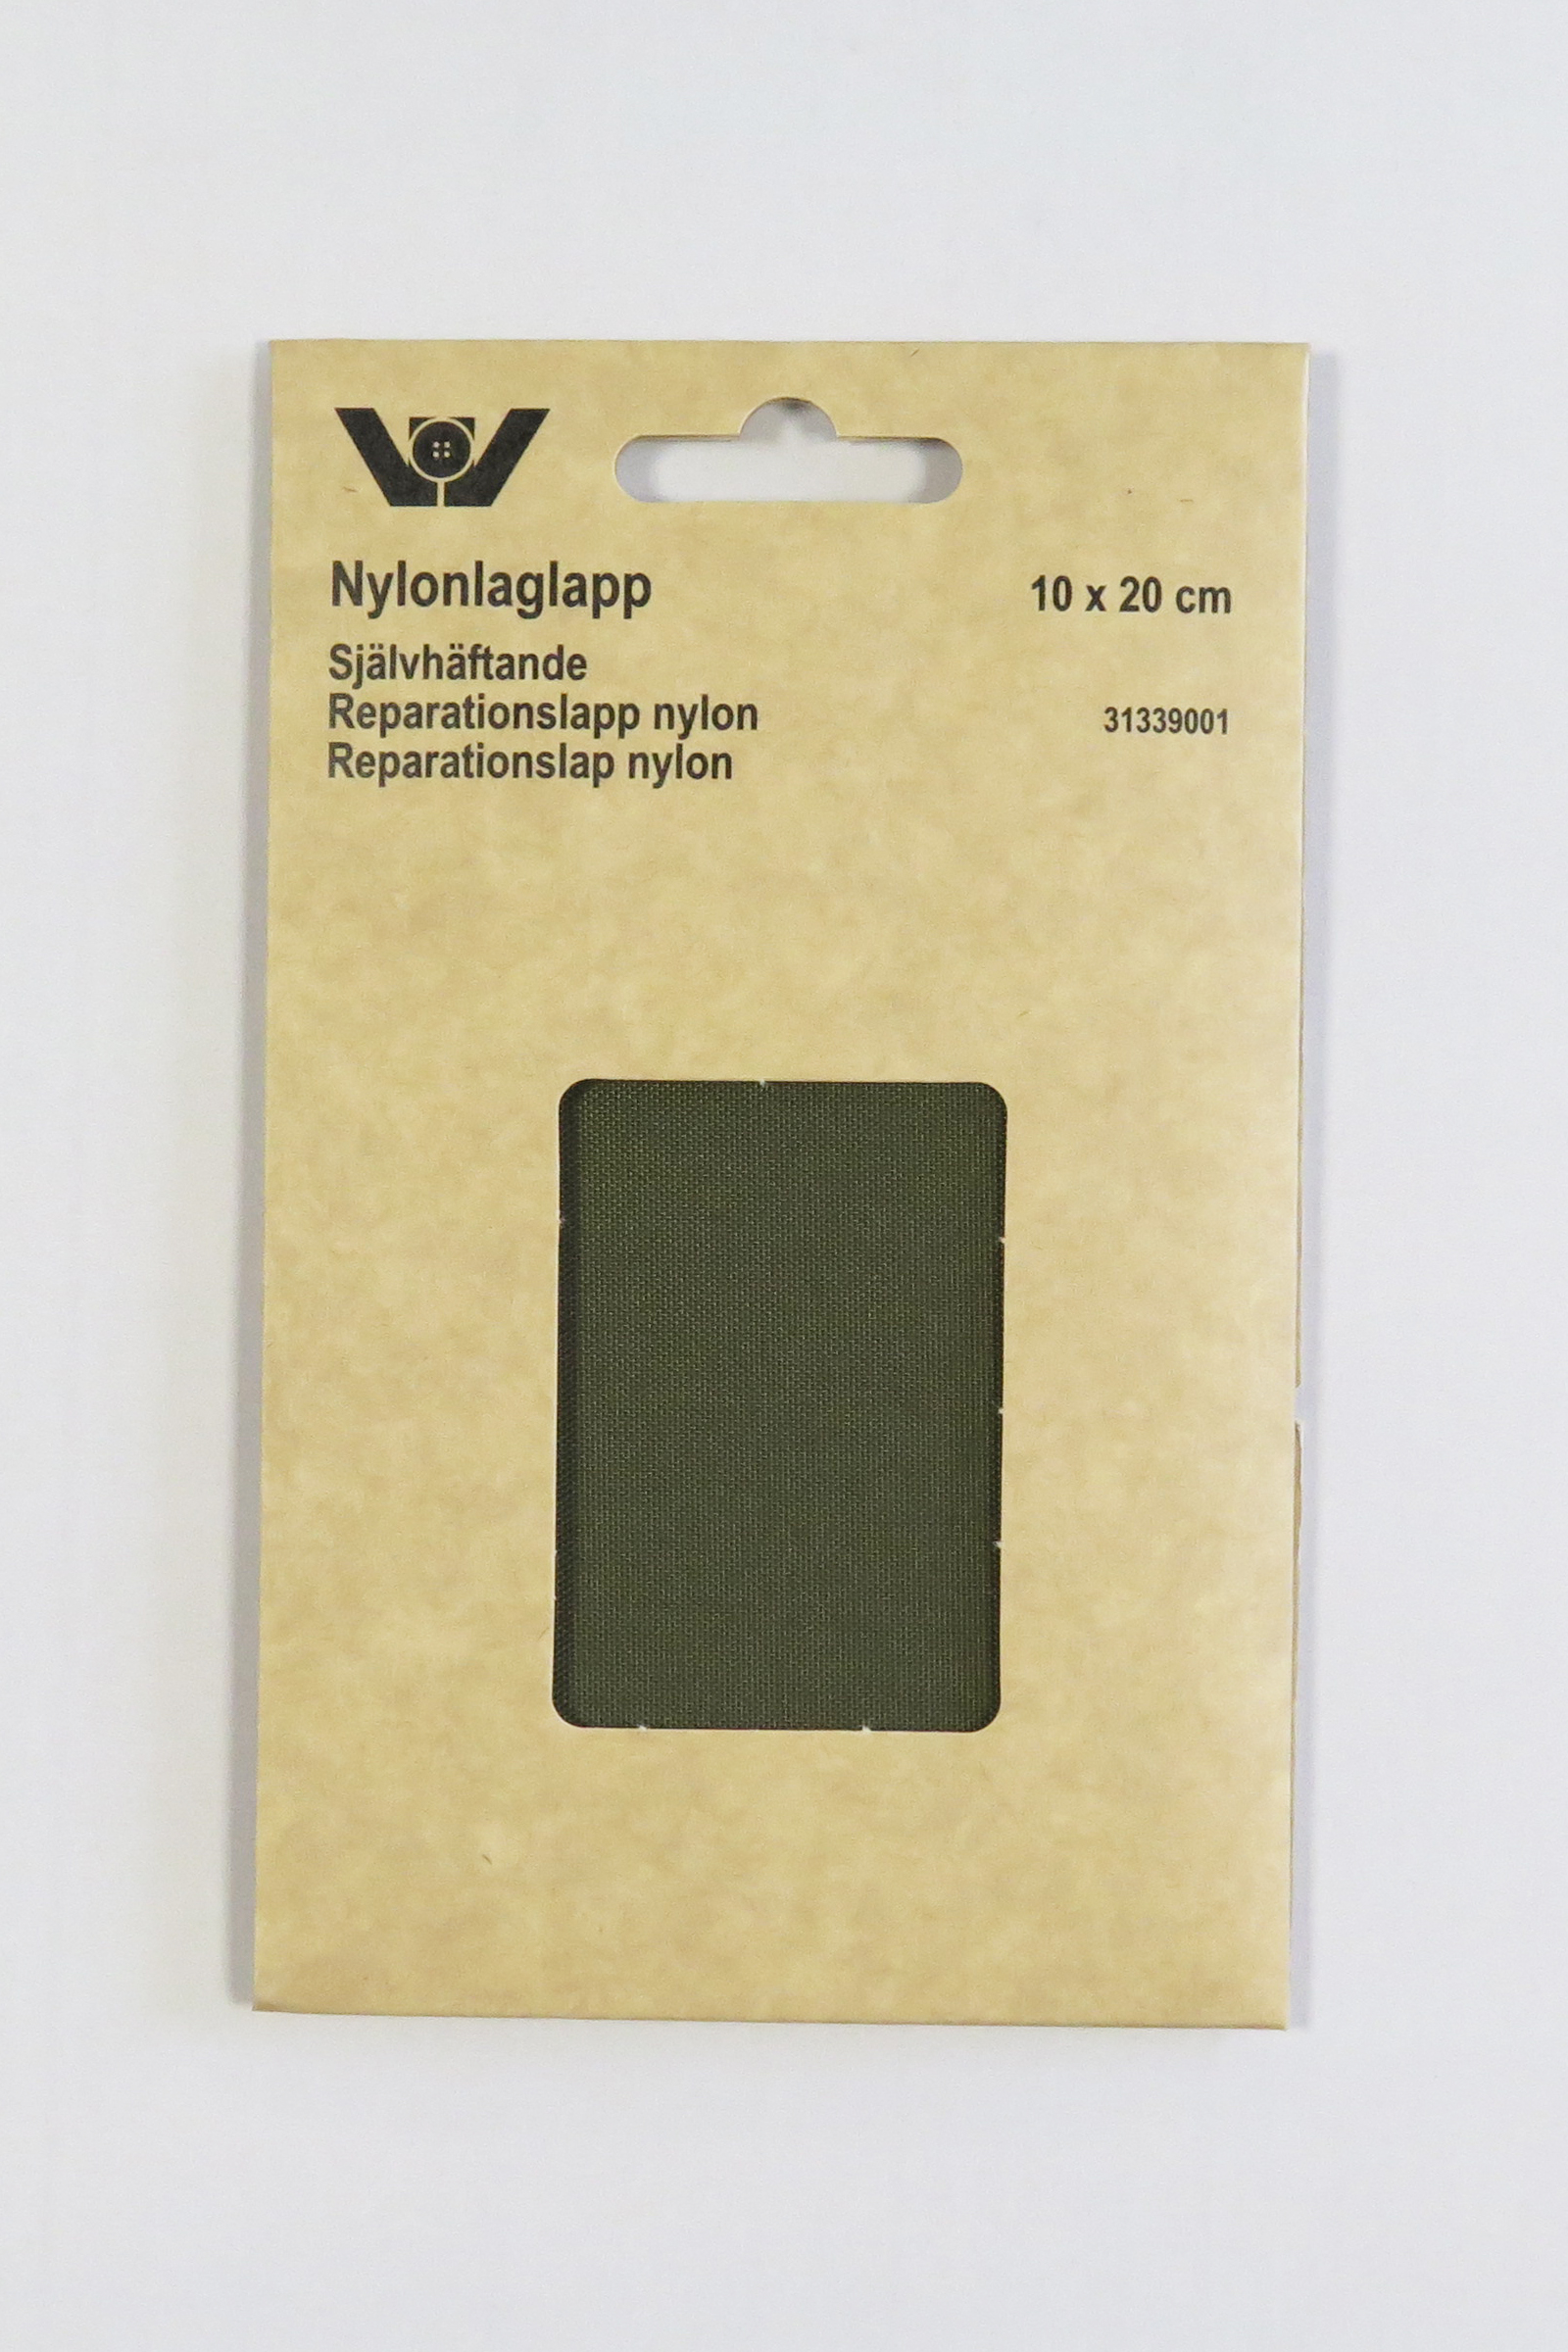 Nylonlaglapp
10 x 20 cm
Självhäftande
Reparationslapp nylon
31339001
Reparationslap nylon